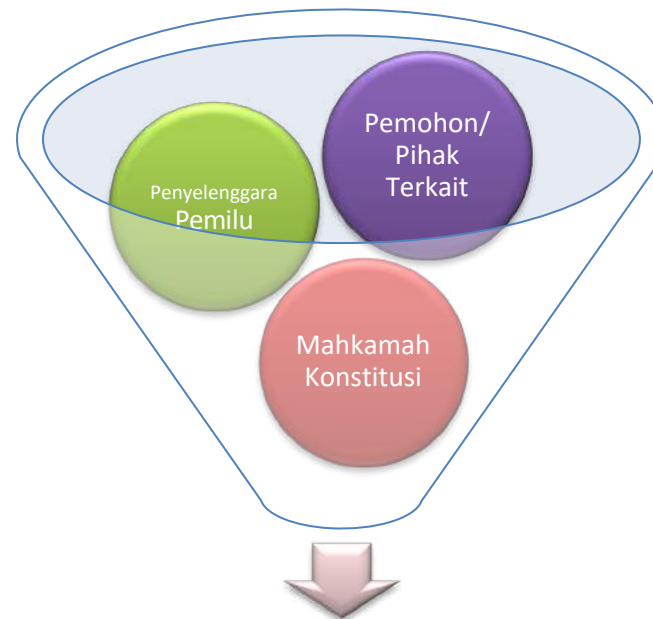 Pemohon/
Pihak
Terkait
Penyelenggara
Pemilu
Mahkamah
Konstitusi